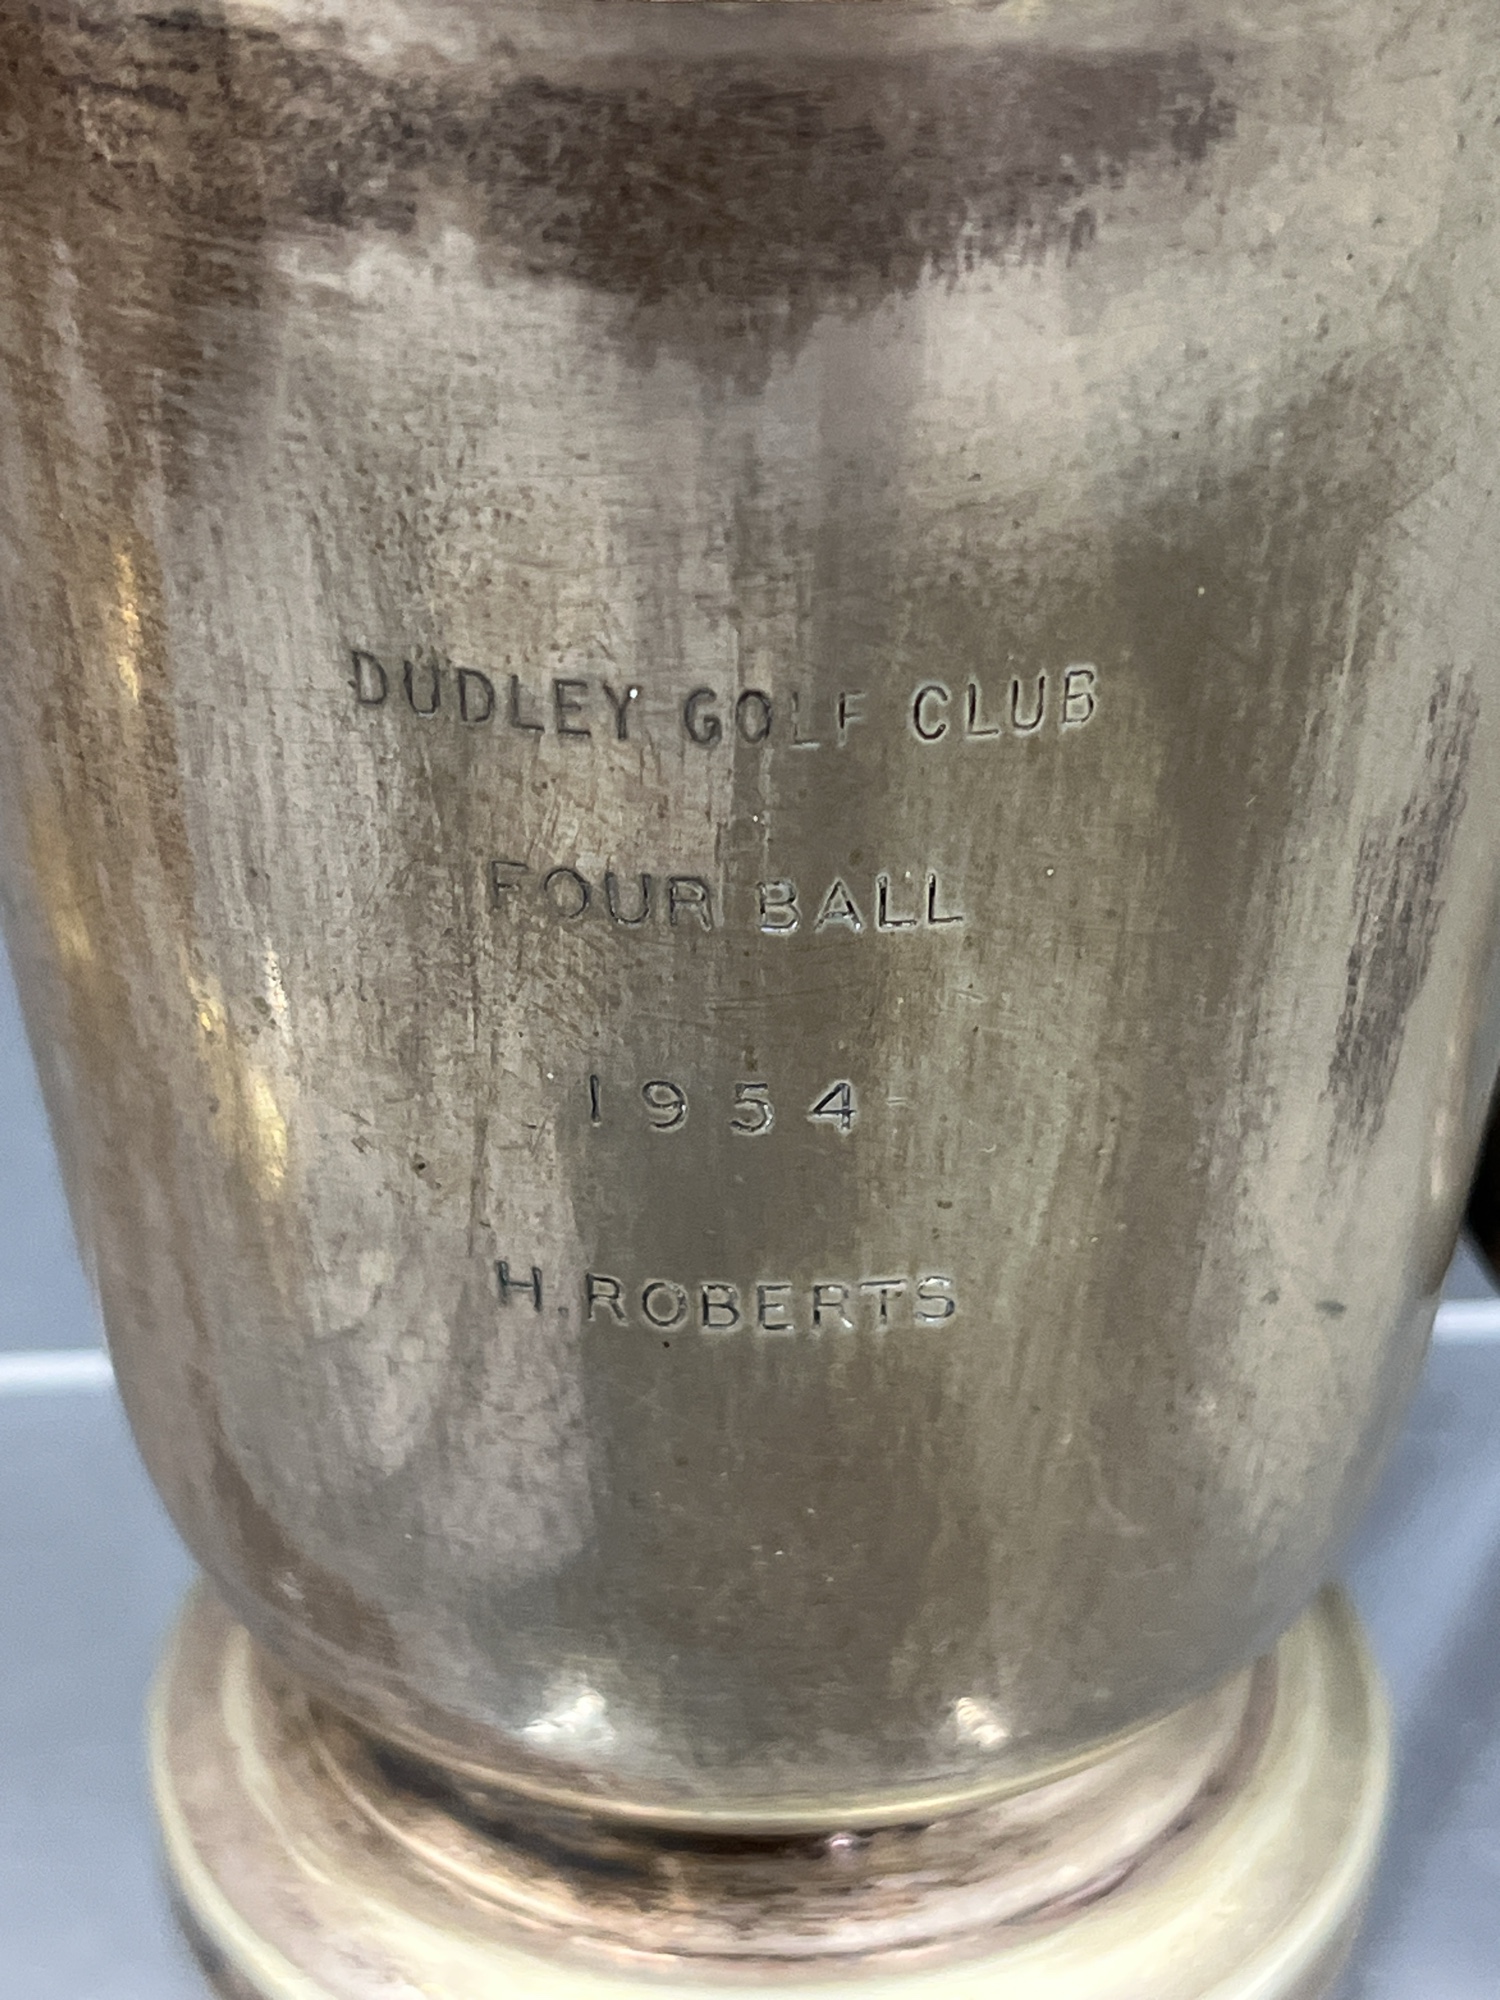 DUDLEY GOLF CLUB
FOUR BALL
1954
H. ROBERTS